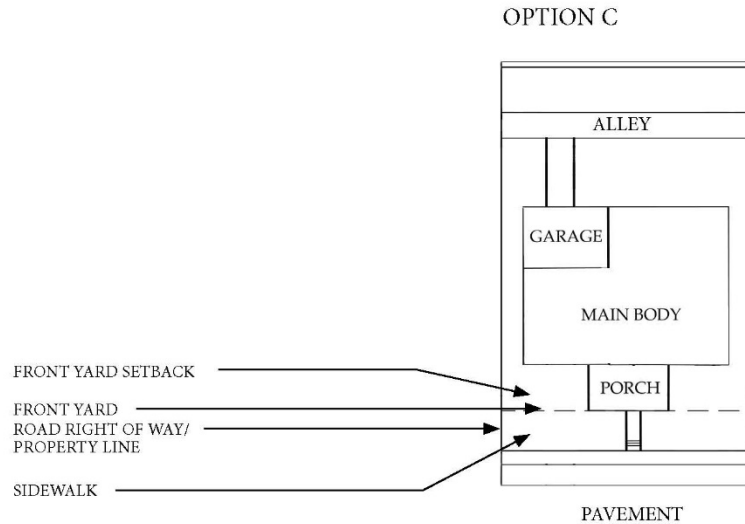 OPTION C
ALLEY
GARAGE
MAIN BODY
FRONT YARD SETBACK
PORCH
FRONT YARD
ROAD RIGHT OF WAY/
PROPERTY LINE
SIDEWALK
PAVEMENT